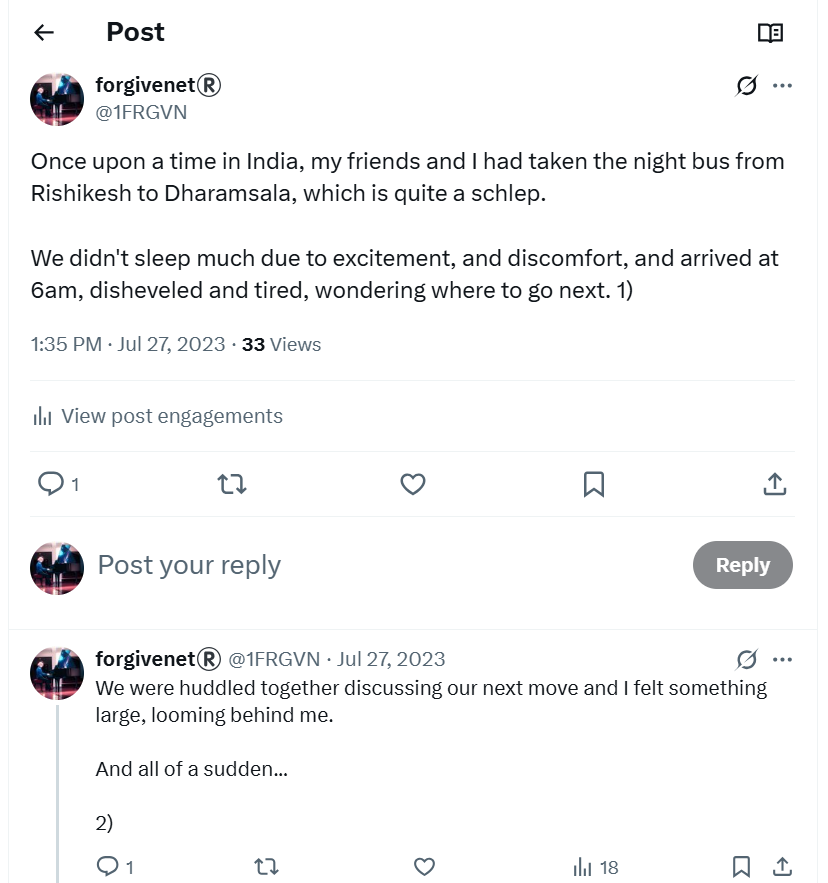 Post
forgivenet®
@1FRGVN
Once upon a time in India, my friends and I had taken the night bus from
Rishikesh to Dharamsala, which is quite a schlep.
We didn't sleep much due to excitement, and discomfort, and arrived at
6am, disheveled and tired, wondering where to go next. 1)
1:35 PM · Jul 27, 2023 · 33 Views
View post engagements
1
Post your reply
Reply
forgivenet® @1FRGVN · Jul 27, 2023
We were huddled together discussing our next move and I felt something
large, looming behind me.
And all of a sudden...
2)
1
18